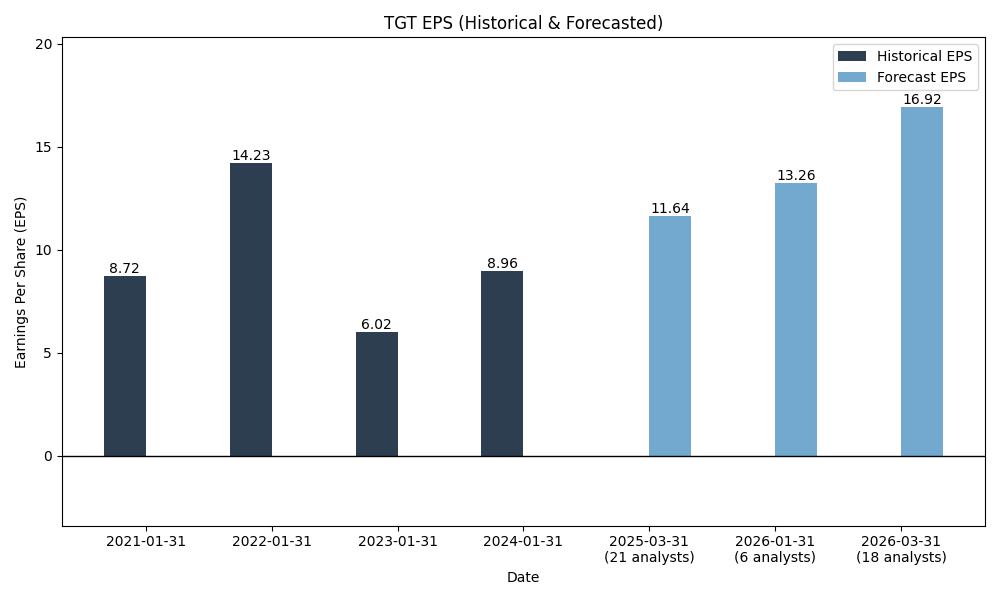 TGT EPS (Historical & Forecasted)
Historical EPS
Forecast EPS
Earnings Per Share (EPS)
20
15
10
5
0
8.72
14.23
6.02
8.96
11.64
13.26
16.92
2021-01-31
2022-01-31
2023-01-31
2024-01-31
2025-03-31
(21 analysts)
2026-01-31
(6 analysts)
2026-03-31
(18 analysts)
Date